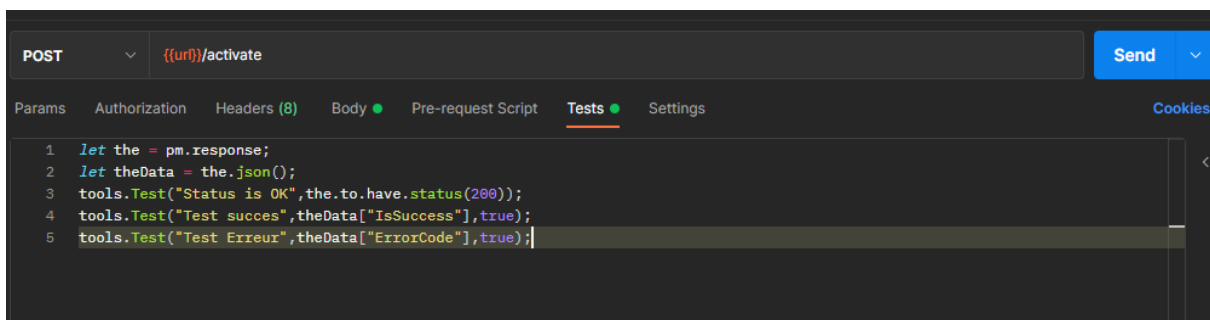 POST {{url}}/activate Send
Params Authorization Headers (8) Body Pre-request Script Tests Settings Cookies
1 let the = pm.response;
2 let theData = the.json();
3 tools.Test("Status is OK",the.to.have.status(200));
4 tools.Test("Test succes",theData["IsSuccess"],true);
5 tools.Test("Test Erreur",theData["ErrorCode"],true);